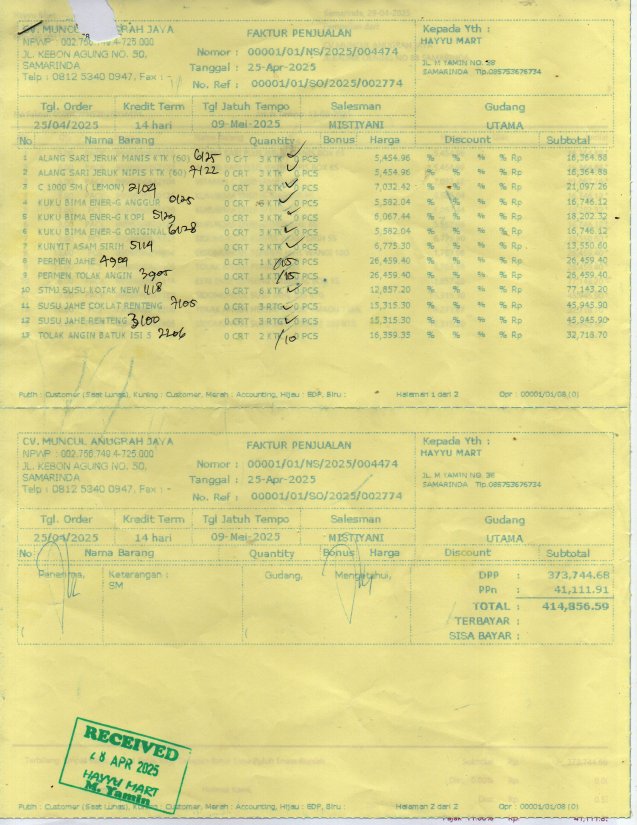 CV. MUNCUL ANUGRAH JAYA
NPWP : 002.756.740.4-725.000
JL. KEBON AGUNG NO. 50,
SAMARINDA
Telp : 0812 5340 0947, Fax :
FAKTUR PENJUALAN
Nomor : 00001/01/NS/2025/004474
Tanggal : 25-Apr-2025
No. Ref : 00001/01/SO/2025/002774
Kepada Yth :
HAYYU MART
JL. M YAMIN NO. 38
SAMARINDA Tlp.085753676734
Tgl. Order Kredit Term Tgl Jatuh Tempo Salesman Gudang
25/04/2025 14 hari 09-Mei-2025 MISTIYANI UTAMA
No Nama Barang Quantity Bonus Harga Discount Subtotal
1 ALANG SARI JERUK MANIS KTK (60) 6125 0 CRT 3 KTK 0 PCS 5,454.96 % % % % Rp 16,364.88
2 ALANG SARI JERUK NIPIS KTK (60) 7122 0 CRT 3 KTK 0 PCS 5,454.96 % % % % Rp 16,364.88
3 C 1000 5M ( LEMON) 2104 0 CRT 3 KTK 0 PCS 7,032.42 % % % % Rp 21,097.26
4 KUKU BIMA ENER-G ANGGUR 0125 0 CRT 3 KTK 0 PCS 5,582.04 % % % % Rp 16,746.12
5 KUKU BIMA ENER-G KOPI 5129 0 CRT 3 KTK 0 PCS 6,067.44 % % % % Rp 18,202.32
6 KUKU BIMA ENER-G ORIGINAL 6128 0 CRT 3 KTK 0 PCS 5,582.04 % % % % Rp 16,746.12
7 KUNYIT ASAM SIRIH 5114 0 CRT 2 KTK 0 PCS 6,775.30 % % % % Rp 13,550.60
8 PERMEN JAHE 4909 0 CRT 1 KTK 0 PCS 26,459.40 % % % % Rp 26,459.40
9 PERMEN TOLAK ANGIN 3905 0 CRT 1 KTK /15 0 PCS 26,459.40 % % % % Rp 26,459.40
10 STMJ SUSU KOTAK NEW 1118 0 CRT 6 KTK 0 PCS 12,857.20 % % % % Rp 77,143.20
11 SUSU JAHE COKLAT RENTENG 7105 0 CRT 3 RTG 0 PCS 15,315.30 % % % % Rp 45,945.90
12 SUSU JAHE RENTENG 3100 0 CRT 3 RTG 0 PCS 15,315.30 % % % % Rp 45,945.90
13 TOLAK ANGIN BATUK ISI 5 2206 0 CRT 2 KTK /10 0 PCS 16,359.35 % % % % Rp 32,718.70
Putih : Customer (Saat Lunas), Kuning : Customer, Merah : Accounting, Hijau : EDP, Biru : Halaman 1 dari 2 Opr : 00001/01/08 (0)
CV. MUNCUL ANUGRAH JAYA
NPWP : 002.756.740.4-725.000
JL. KEBON AGUNG NO. 50,
SAMARINDA
Telp : 0812 5340 0947, Fax : -
FAKTUR PENJUALAN
Nomor : 00001/01/NS/2025/004474
Tanggal : 25-Apr-2025
No. Ref : 00001/01/SO/2025/002774
Kepada Yth :
HAYYU MART
JL. M YAMIN NO. 38
SAMARINDA Tlp.085753676734
Tgl. Order Kredit Term Tgl Jatuh Tempo Salesman Gudang
25/04/2025 14 hari 09-Mei-2025 MISTIYANI UTAMA
No Nama Barang Quantity Bonus Harga Discount Subtotal
Penerima, Keterangan : Gudang, Mengetahui,
SM
DPP : 373,744.68
PPn : 41,111.91
TOTAL : 414,856.59
TERBAYAR :
SISA BAYAR :
RECEIVED
28 APR 2025
HAYYU MART
M. Yamin
Putih : Customer (Saat Lunas), Kuning : Customer, Merah : Accounting, Hijau : EDP, Biru : Halaman 2 dari 2 Opr : 00001/01/08 (0)